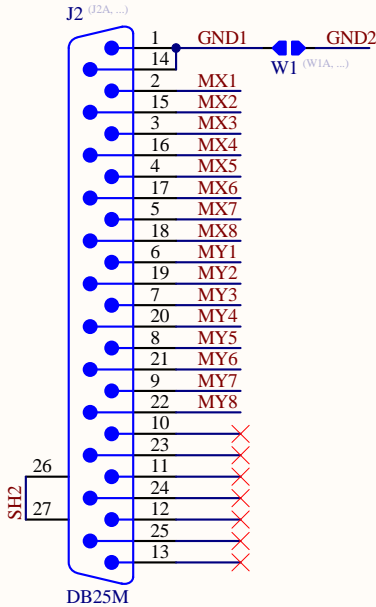 J2 (J2A, ...)
1 GND1 GND2
14 W1 (W1A, ...)
2 MX1
15 MX2
3 MX3
16 MX4
4 MX5
17 MX6
5 MX7
18 MX8
6 MY1
19 MY2
7 MY3
20 MY4
8 MY5
21 MY6
9 MY7
22 MY8
10
23
26 11
24
SH2
27 12
25
13
DB25M